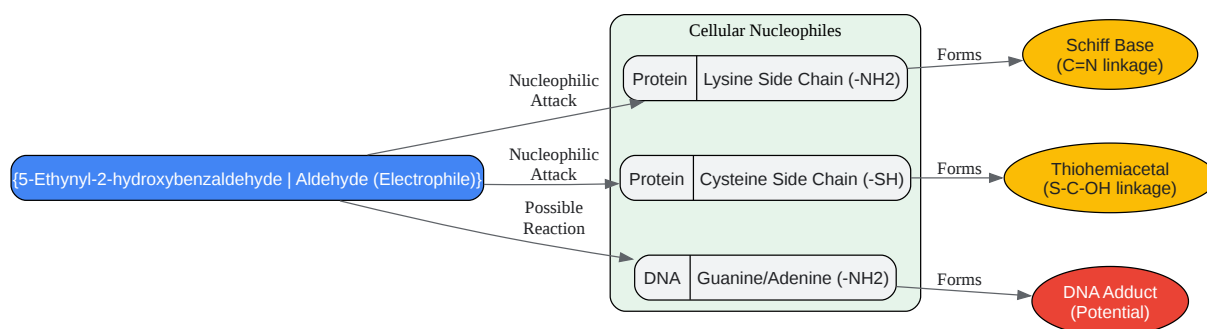 Cellular Nucleophiles
Nucleophilic
Attack
Protein
Lysine Side Chain (-NH2)
Forms
Schiff Base
(C=N linkage)
{5-Ethynyl-2-hydroxybenzaldehyde | Aldehyde (Electrophile)}
Nucleophilic
Attack
Protein
Cysteine Side Chain (-SH)
Forms
Thiohemiacetal
(S-C-OH linkage)
Possible
Reaction
DNA
Guanine/Adenine (-NH2)
Forms
DNA Adduct
(Potential)